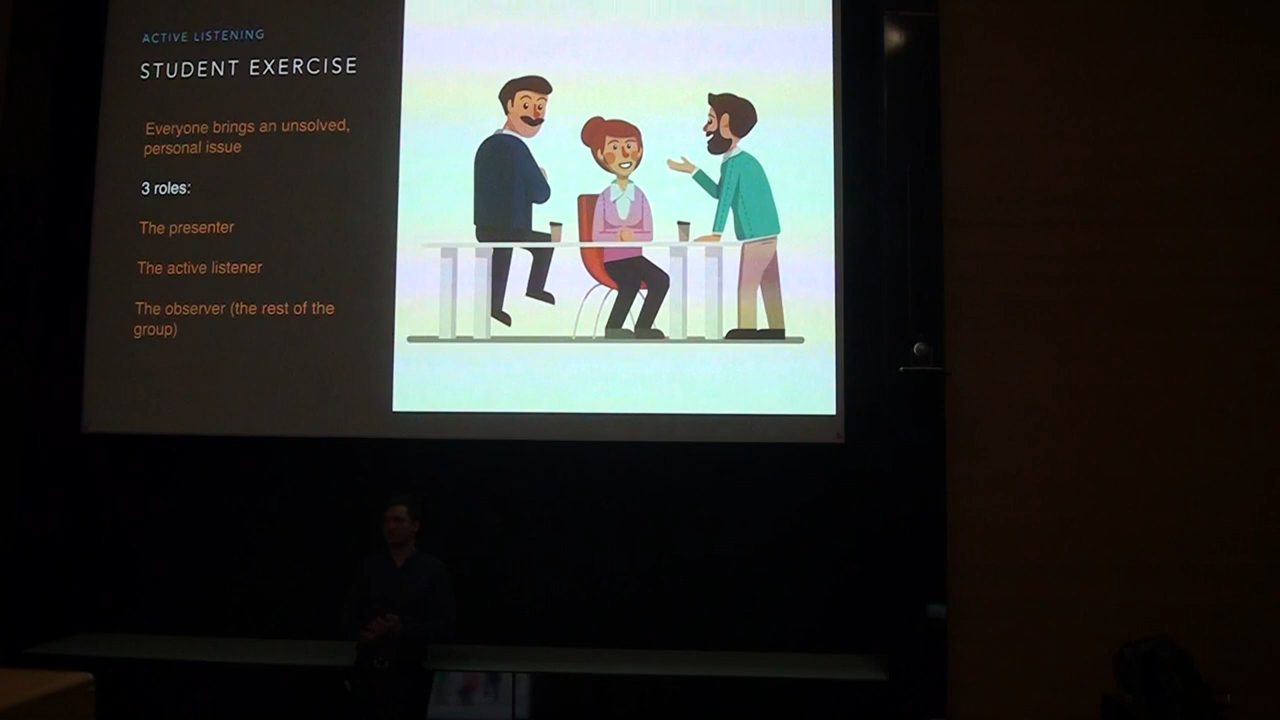 ACTIVE LISTENING
STUDENT EXERCISE
Everyone brings an unsolved,
personal issue
3 roles:
The presenter
The active listener
The observer (the rest of the
group)